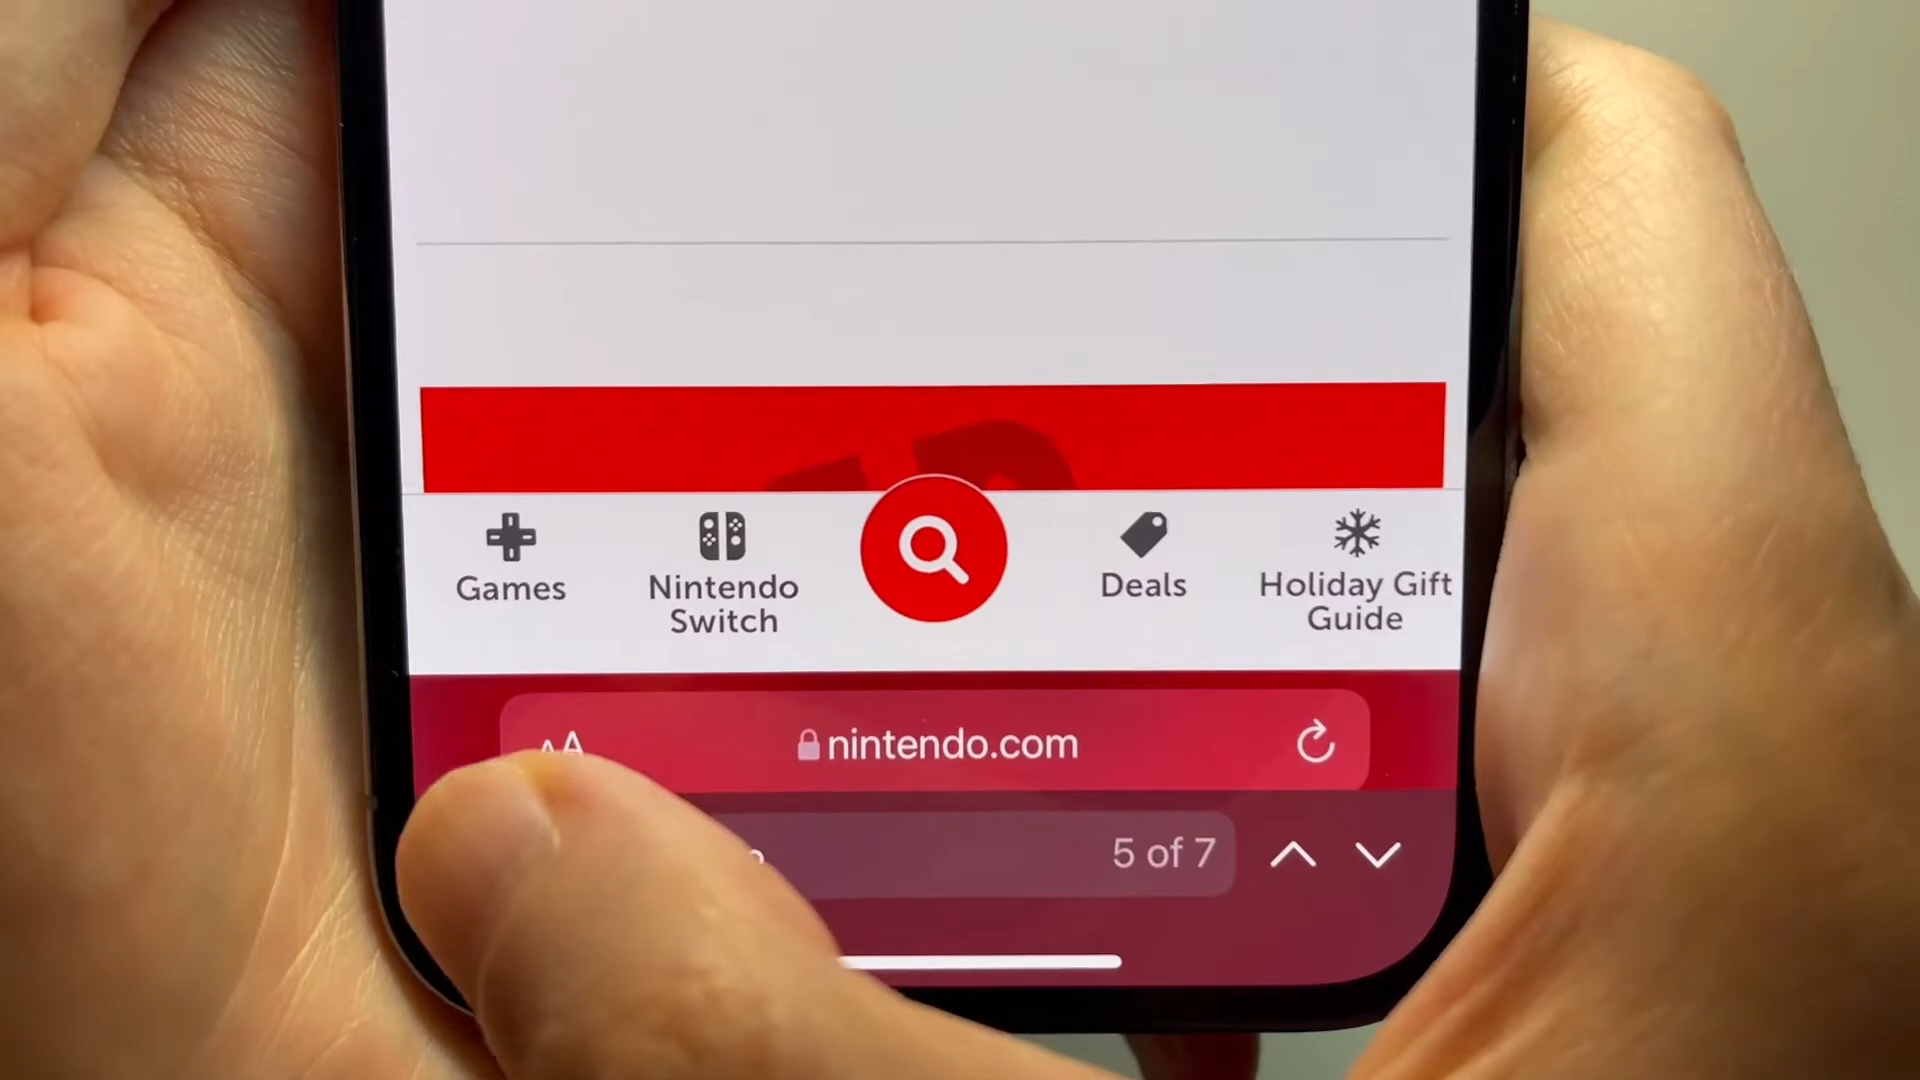 Games
Nintendo
Switch
Deals
Holiday Gift
Guide
AA
nintendo.com
5 of 7